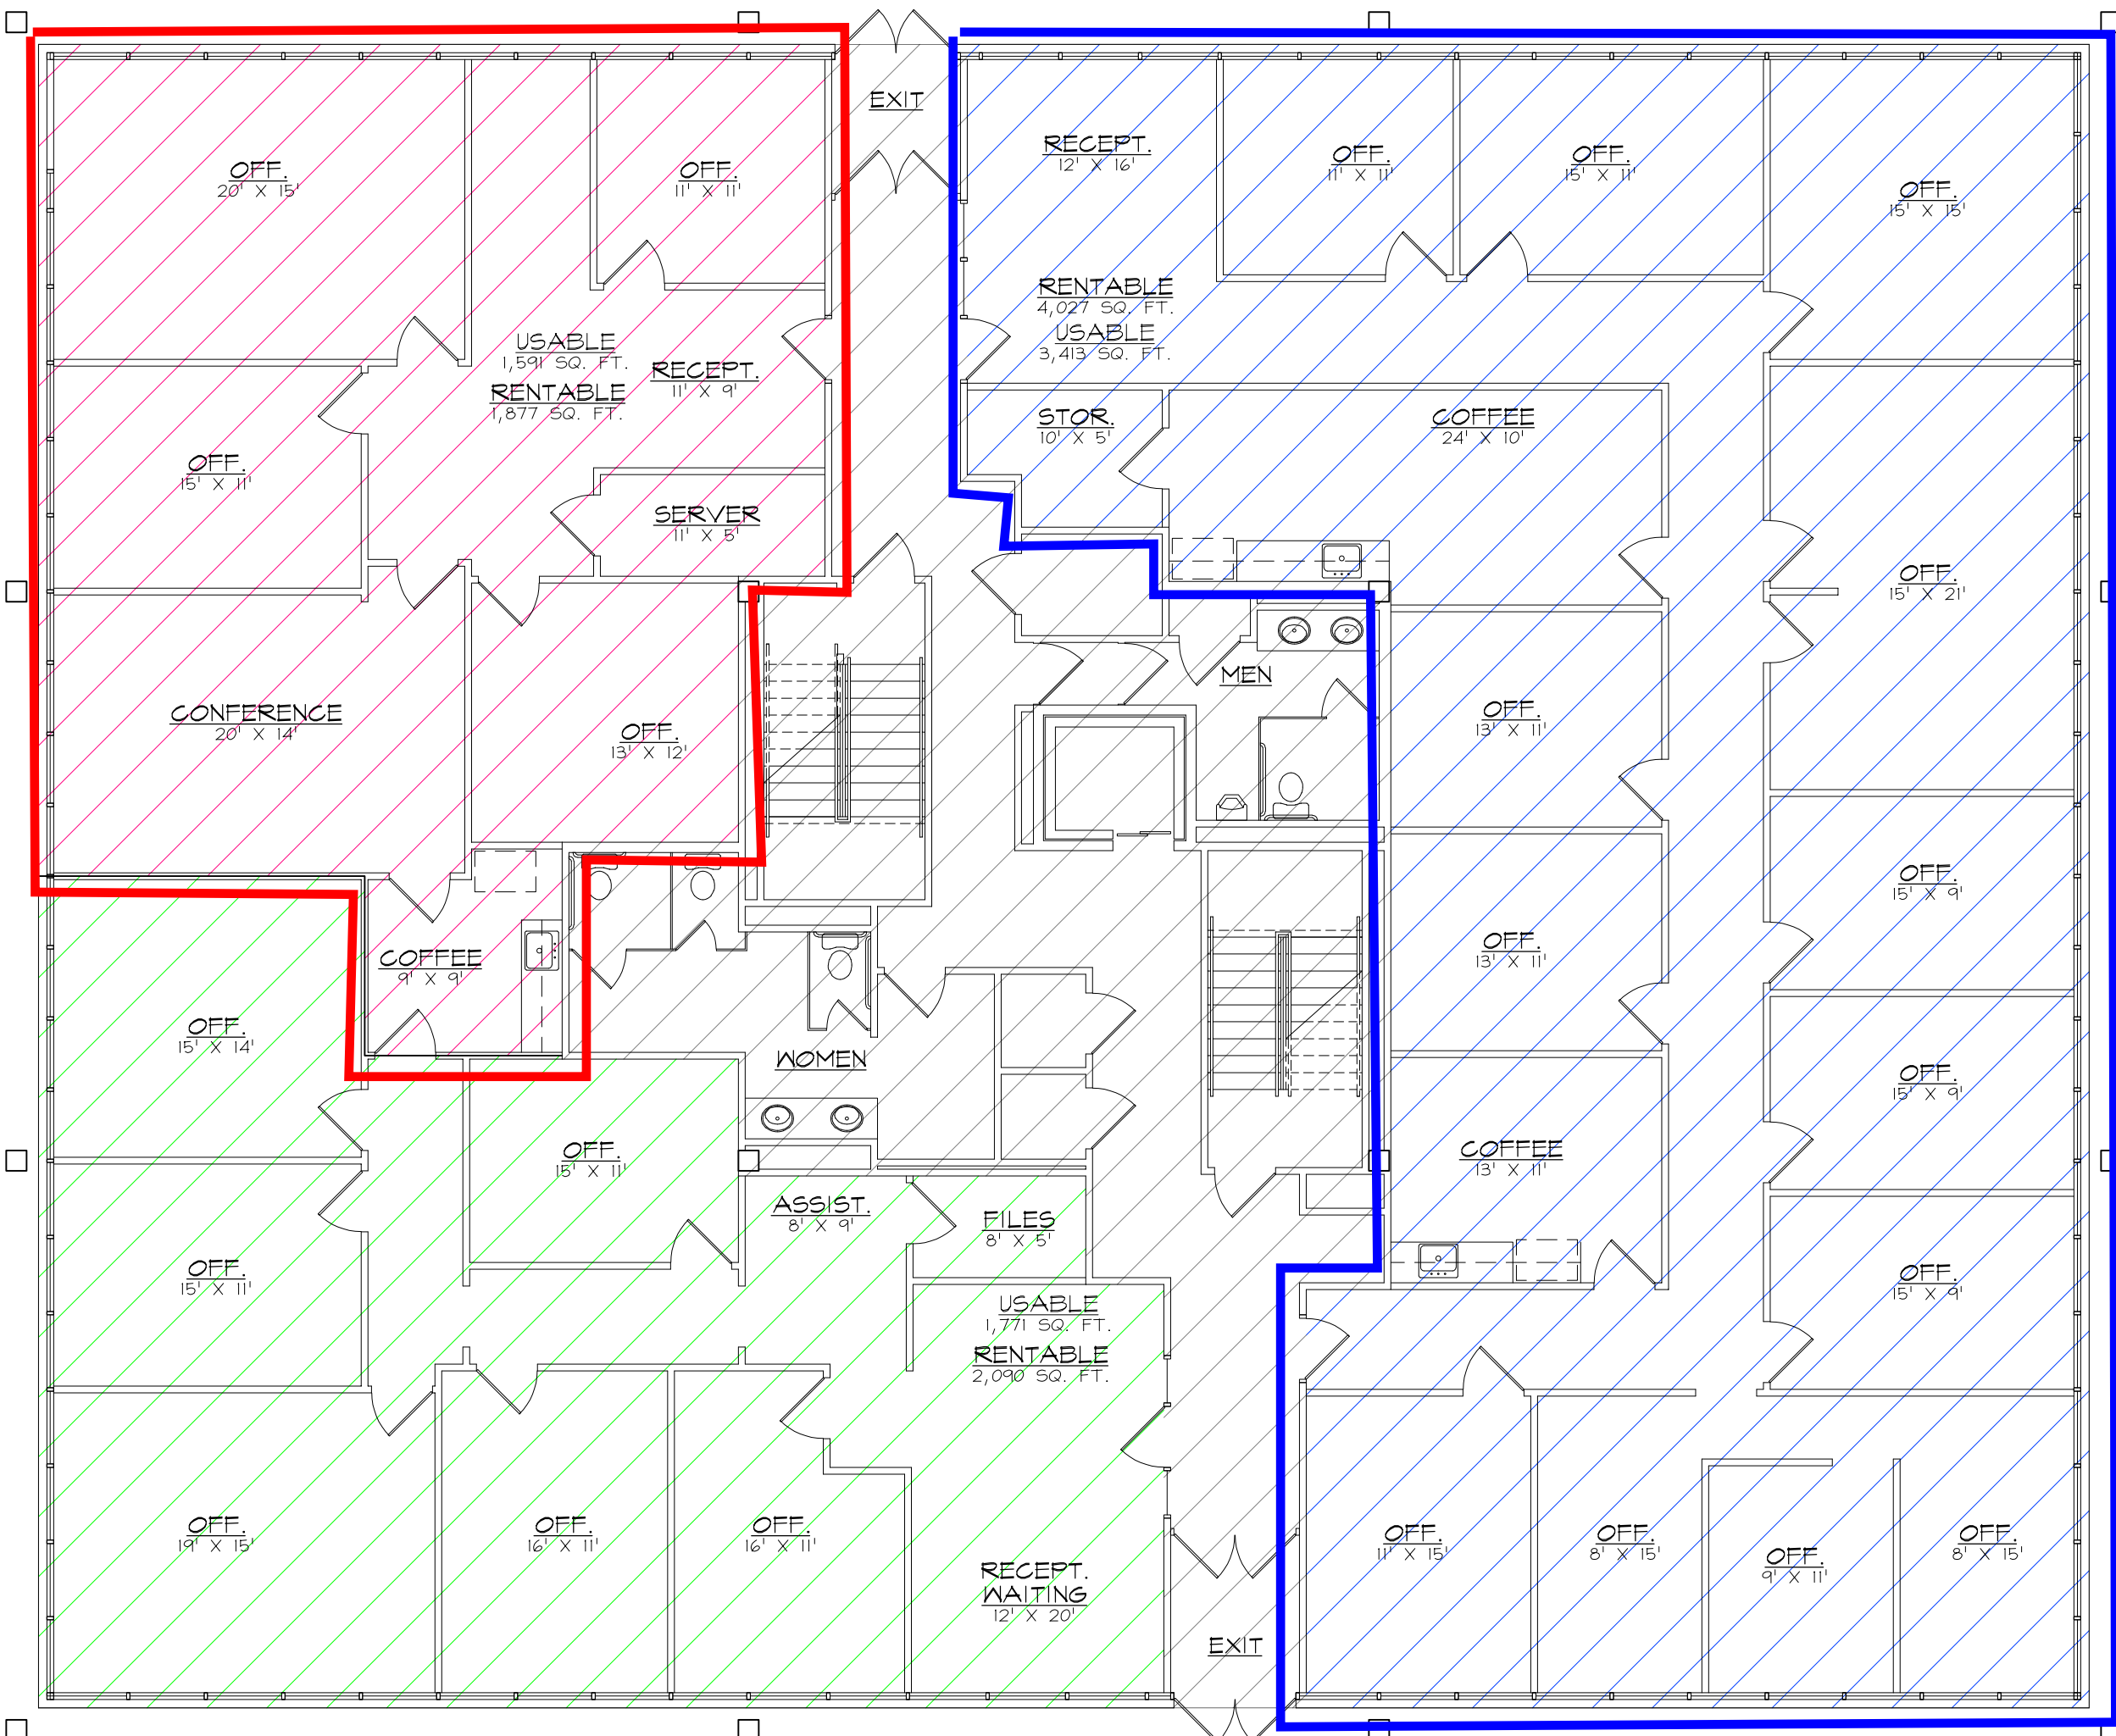 EXIT
OFF.
20' X 15'
OFF.
11' X 11'
USABLE
1,591 SQ. FT.
RENTABLE
1,877 SQ. FT.
RECEPT.
11' X 9'
OFF.
15' X 11'
SERVER
11' X 5'
CONFERENCE
20' X 14'
OFF.
13' X 12'
COFFEE
9' X 9'
RECEPT.
12' X 16'
OFF.
11' X 11'
OFF.
15' X 11'
OFF.
15' X 15'
RENTABLE
4,027 SQ. FT.
USABLE
3,413 SQ. FT.
STOR.
10' X 5'
COFFEE
24' X 10'
OFF.
15' X 21'
MEN
OFF.
13' X 11'
OFF.
15' X 9'
OFF.
13' X 11'
OFF.
15' X 9'
COFFEE
13' X 11'
OFF.
15' X 9'
OFF.
11' X 15'
OFF.
8' X 15'
OFF.
9' X 11'
OFF.
8' X 15'
OFF.
15' X 14'
WOMEN
OFF.
15' X 11'
ASSIST.
8' X 9'
FILES
8' X 5'
OFF.
15' X 11'
USABLE
1,771 SQ. FT.
RENTABLE
2,090 SQ. FT.
OFF.
19' X 15'
OFF.
16' X 11'
OFF.
16' X 11'
RECEPT.
WAITING
12' X 20'
EXIT